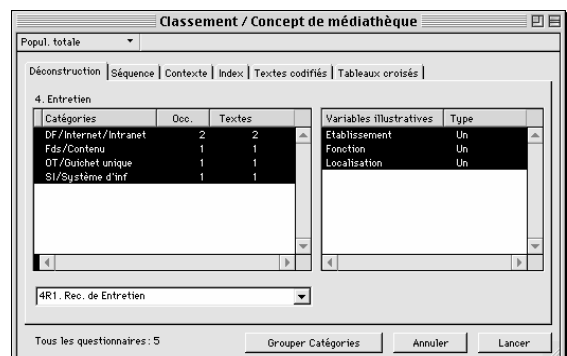 Classement / Concept de médiathèque
Popul. totale
Déconstruction Séquence Contexte Index Textes codifiés Tableaux croisés
4. Entretien
Catégories Occ. Textes Variables illustratives Type
DF/Internet/Intranet 2 2 Etablissement Un
Fds/Contenu 1 1 Fonction Un
OT/Guichet unique 1 1 Localisation Un
SI/Système d'inf 1 1
4R1. Rec. de Entretien
Tous les questionnaires : 5 Grouper Catégories Annuler Lancer